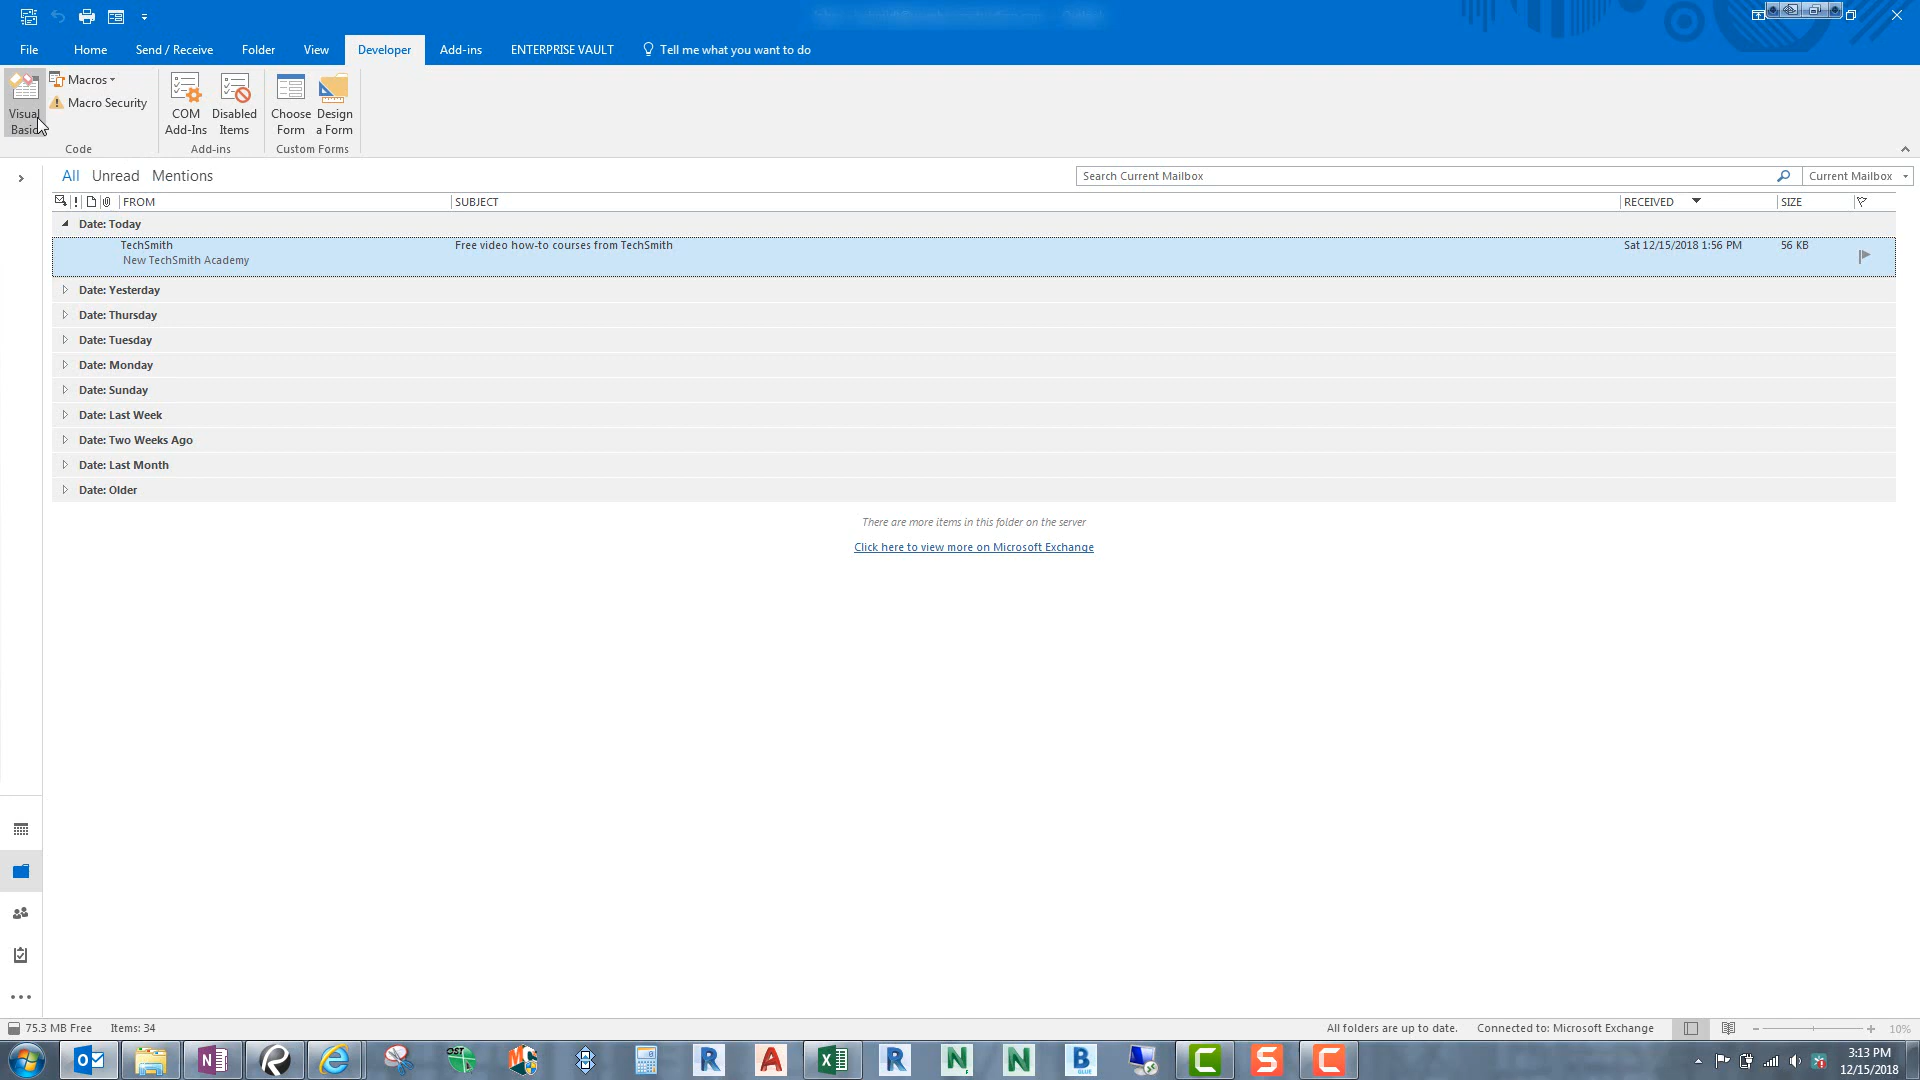 File Home Send / Receive Folder View Developer Add-ins ENTERPRISE VAULT Tell me what you want to do
Visual Basic
Macros
Macro Security
COM Add-Ins
Disabled Items
Choose Form
Design a Form
Code Add-ins Custom Forms
All Unread Mentions
Search Current Mailbox Current Mailbox
! FROM SUBJECT RECEIVED SIZE
Date: Today
TechSmith Free video how-to courses from TechSmith Sat 12/15/2018 1:56 PM 56 KB
New TechSmith Academy
Date: Yesterday
Date: Thursday
Date: Tuesday
Date: Monday
Date: Sunday
Date: Last Week
Date: Two Weeks Ago
Date: Last Month
Date: Older
There are more items in this folder on the server
Click here to view more on Microsoft Exchange
75.3 MB Free Items: 34 All folders are up to date. Connected to: Microsoft Exchange 10%
3:13 PM
12/15/2018